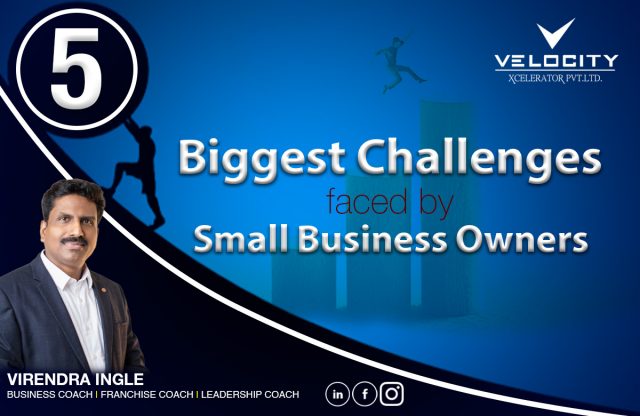 5
VELOCITY
XCELERATOR PVT.LTD.
Biggest Challenges
faced by
Small Business Owners
VIRENDRA INGLE
BUSINESS COACH I FRANCHISE COACH I LEADERSHIP COACH
in f